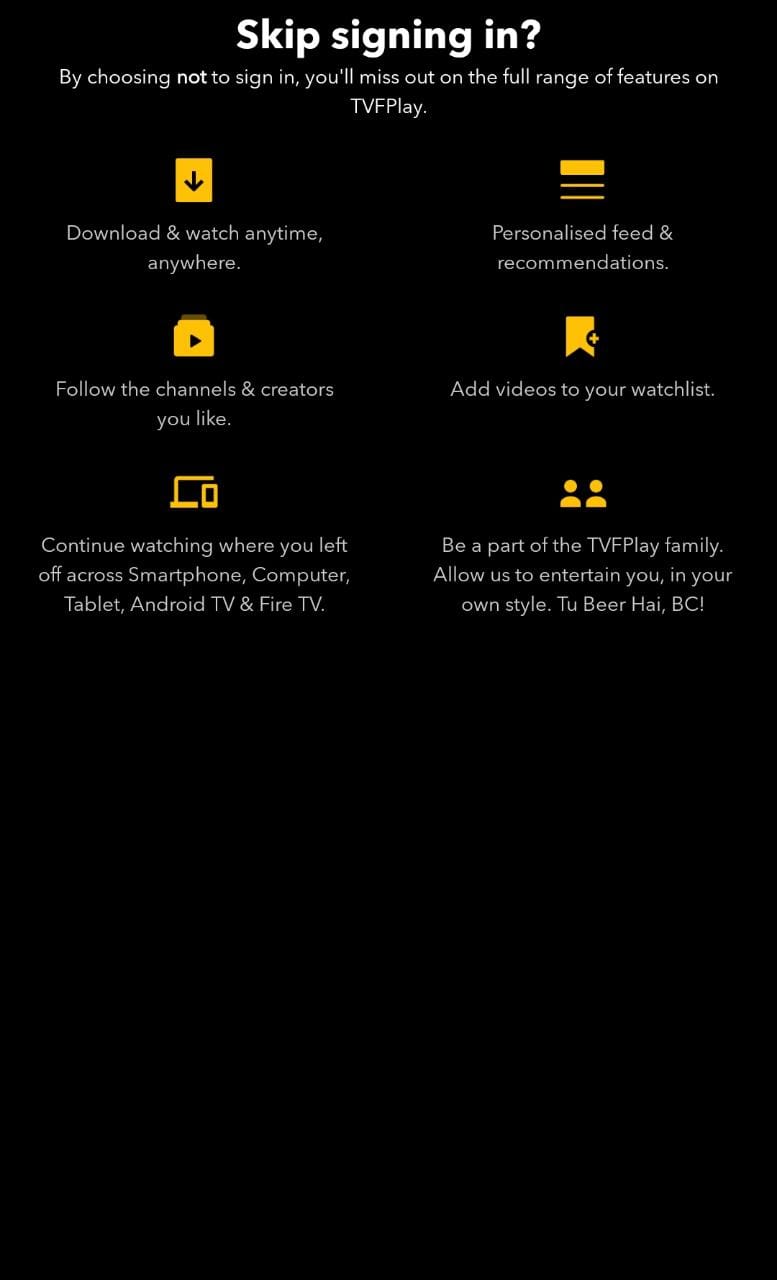 Skip signing in?
By choosing not to sign in, you'll miss out on the full range of features on
TVFPlay.
Download & watch anytime,
anywhere.
Personalised feed &
recommendations.
Follow the channels & creators
you like.
Add videos to your watchlist.
Continue watching where you left
off across Smartphone, Computer,
Tablet, Android TV & Fire TV.
Be a part of the TVFPlay family.
Allow us to entertain you, in your
own style. Tu Beer Hai, BC!